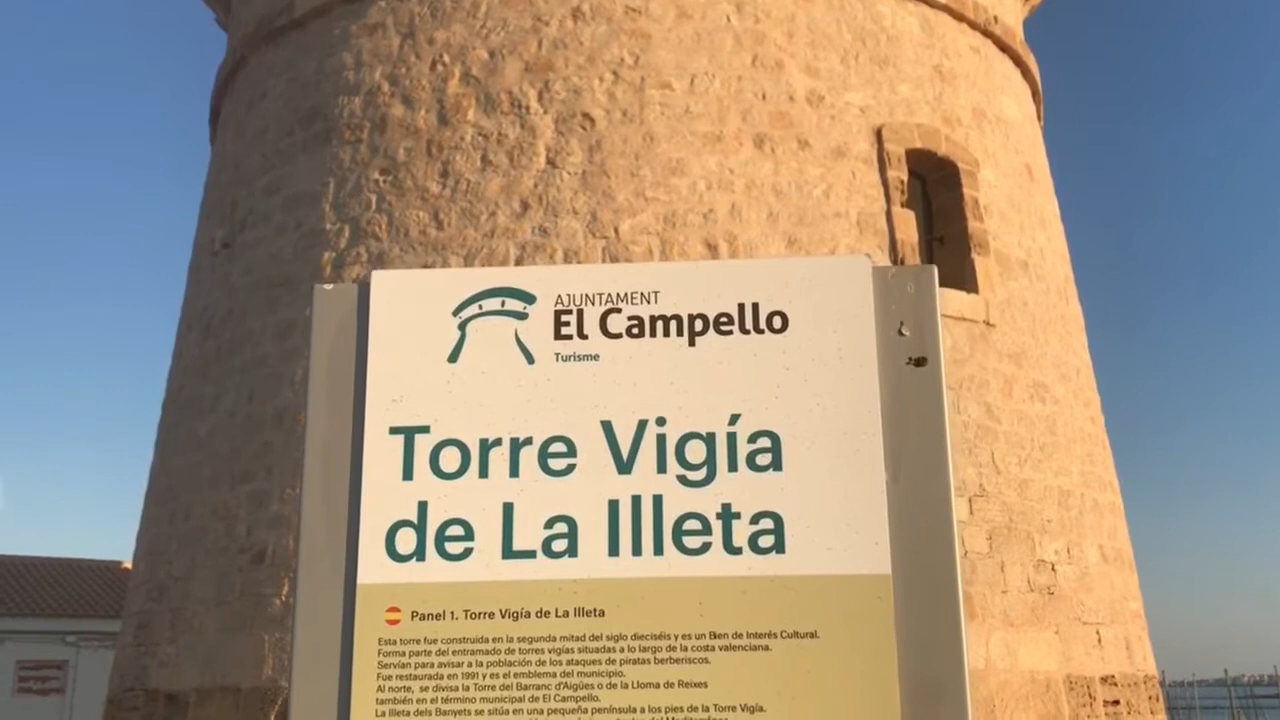 AJUNTAMENT
El Campello
Turisme
Torre Vigía
de La Illeta
Panel 1. Torre Vigía de La Illeta
Esta torre fue construida en la segunda mitad del siglo dieciséis y es un Bien de Interés Cultural.
Forma parte del entramado de torres vigías situadas a lo largo de la costa valenciana.
Servían para avisar a la población de los ataques de piratas berberiscos.
Fue restaurada en 1991 y es el emblema del municipio.
Al norte, se divisa la Torre del Barranc d'Aigües o de la Lloma de Reixes
también en el término municipal de El Campello.
La Illeta dels Banyets se sitúa en una pequeña península a los pies de la Torre Vigía.